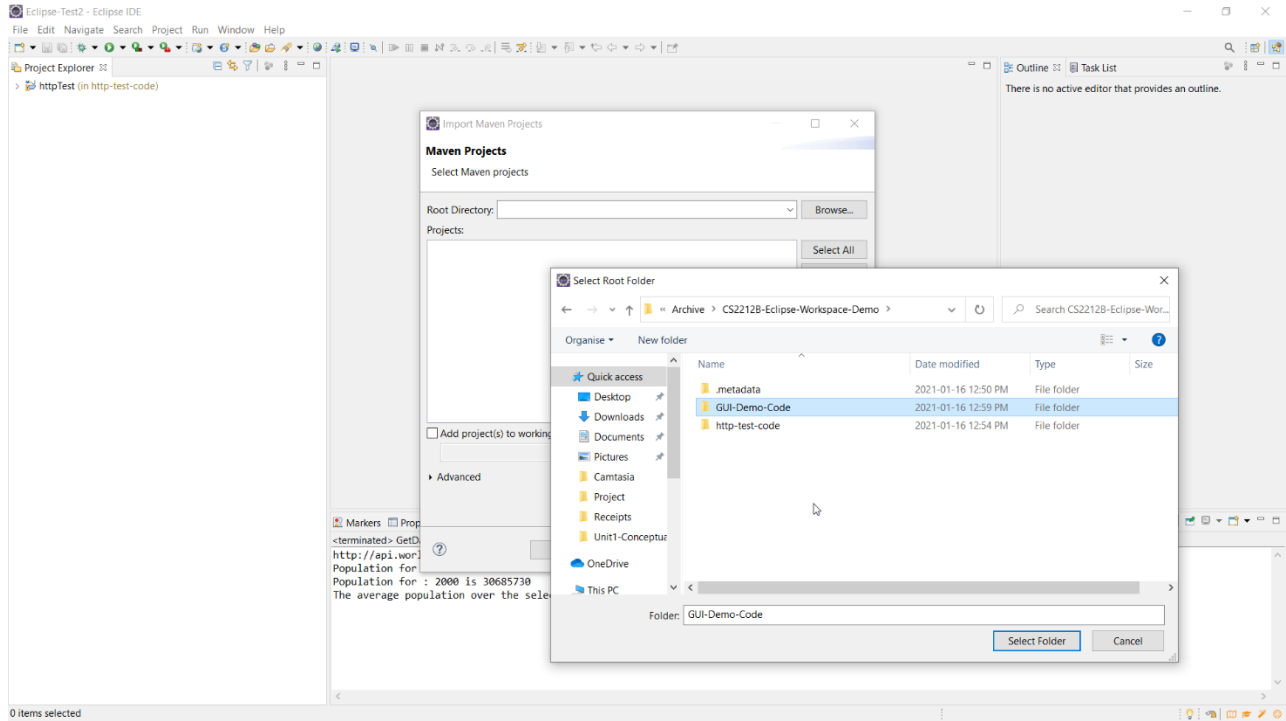 Eclipse-Test2 - Eclipse IDE
File Edit Navigate Search Project Run Window Help
Project Explorer
httpTest (in http-test-code)
Outline Task List
There is no active editor that provides an outline.
Import Maven Projects
Maven Projects
Select Maven projects
Root Directory:
Browse...
Projects:
Select All
Add project(s) to working
Advanced
Select Root Folder
« Archive > CS2212B-Eclipse-Workspace-Demo >
Search CS2212B-Eclipse-Wor...
Organise New folder
Name Date modified Type Size
Quick access
Desktop
Downloads
Documents
Pictures
Camtasia
Project
Receipts
Unit1-Conceptua
OneDrive
This PC
.metadata 2021-01-16 12:50 PM File folder
GUI-Demo-Code 2021-01-16 12:59 PM File folder
http-test-code 2021-01-16 12:54 PM File folder
Folder: GUI-Demo-Code
Select Folder Cancel
Markers Prop
<terminated> GetD
http://api.worl
Population for
Population for : 2000 is 30685730
The average population over the sele
0 items selected